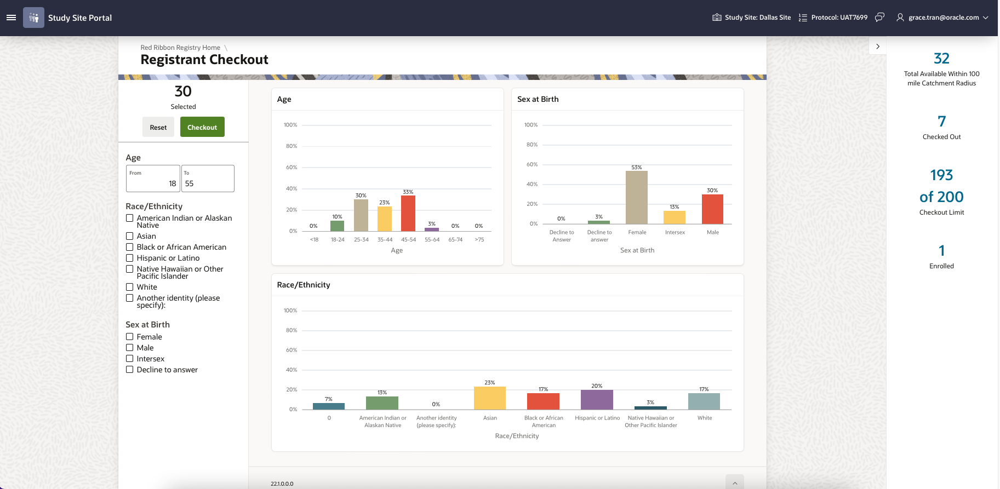 Study Site Portal
Study Site: Dallas Site
Protocol: UAT7699
grace.tran@oracle.com
Red Ribbon Registry Home \
Registrant Checkout
30
Selected
Reset
Checkout
Age
From
18
To
55
Race/Ethnicity
American Indian or Alaskan
Native
Asian
Black or African American
Hispanic or Latino
Native Hawaiian or Other
Pacific Islander
White
Another identity (please
specify):
Sex at Birth
Female
Male
Intersex
Decline to answer
Age
100%
80%
60%
40%
20%
0%
0%
10%
30%
23%
33%
3%
0%
0%
<18
18-24
25-34
35-44
45-54
55-64
65-74
>75
Age
Sex at Birth
100%
80%
60%
40%
20%
0%
0%
3%
53%
13%
30%
Decline to
Answer
Decline to
answer
Female
Intersex
Male
Sex at Birth
Race/Ethnicity
100%
80%
60%
40%
20%
0%
7%
13%
0%
23%
17%
20%
3%
17%
0
American Indian or
Alaskan Native
Another identity
(please specify):
Asian
Black or African
American
Hispanic or Latino
Native Hawaiian or
Other Pacific Islander
White
Race/Ethnicity
22.1.0.0.0
32
Total Available Within 100
mile Catchment Radius
7
Checked Out
193
of 200
Checkout Limit
1
Enrolled